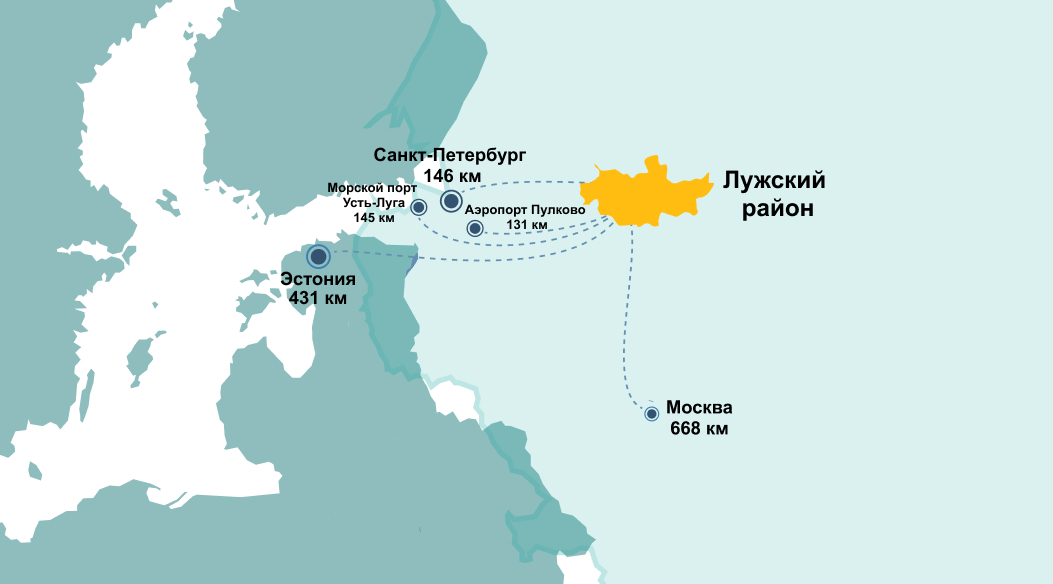 Санкт-Петербург
146 км
Морской порт
Усть-Луга
145 км
Аэропорт Пулково
131 км
Лужский
район
Эстония
431 км
Москва
668 км